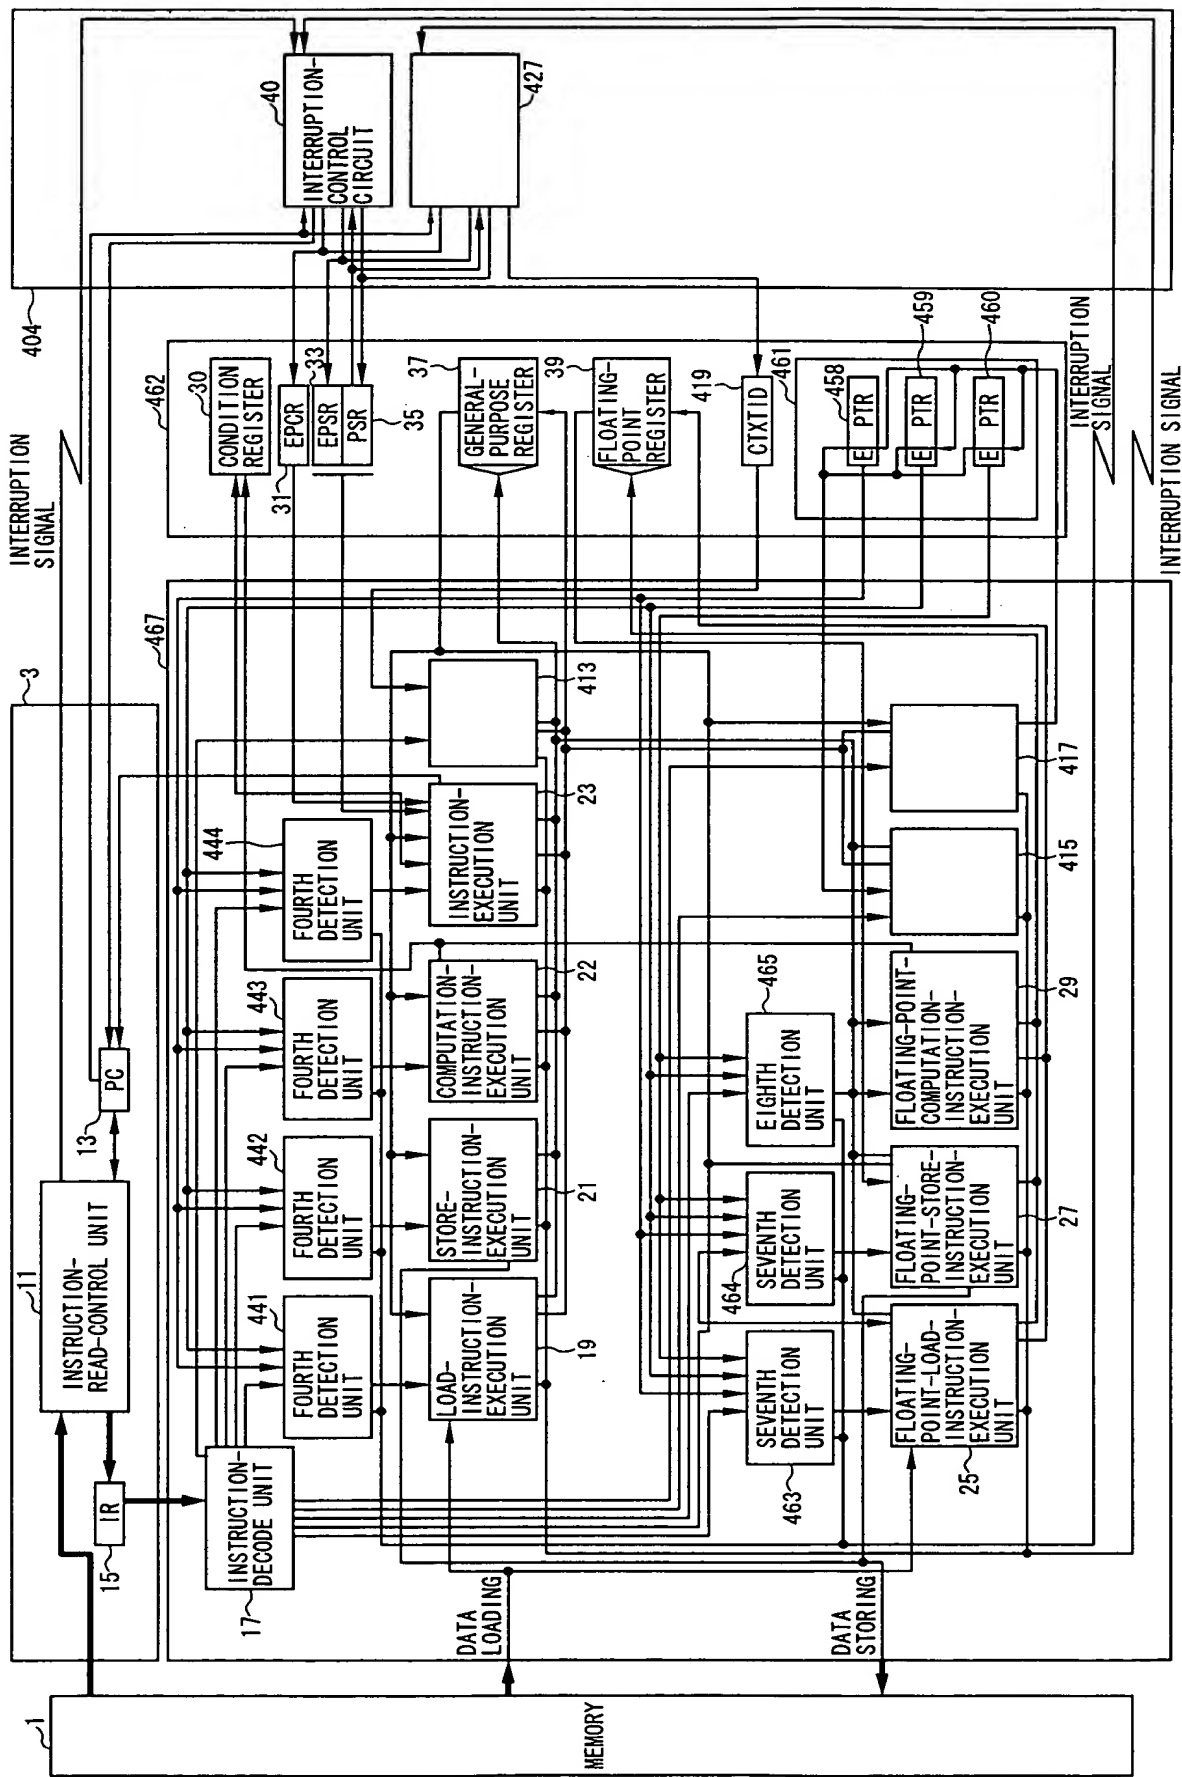 1
MEMORY
3
11
INSTRUCTION-
READ-CONTROL UNIT
13
PC
15
IR
INTERRUPTION
SIGNAL
467
17
INSTRUCTION-
DECODE UNIT
DATA
LOADING
DATA
STORING
441
FOURTH
DETECTION
UNIT
442
FOURTH
DETECTION
UNIT
443
FOURTH
DETECTION
UNIT
444
FOURTH
DETECTION
UNIT
LOAD-
INSTRUCTION-
EXECUTION
UNIT
19
STORE-
INSTRUCTION-
EXECUTION
UNIT
21
COMPUTATION-
INSTRUCTION-
EXECUTION
UNIT
22
INSTRUCTION-
EXECUTION
UNIT
23
413
463
SEVENTH
DETECTION
UNIT
464
SEVENTH
DETECTION
UNIT
465
EIGHTH
DETECTION
UNIT
FLOATING-
POINT-LOAD-
INSTRUCTION-
EXECUTION
UNIT
25
FLOATING-
POINT-STORE-
INSTRUCTION-
EXECUTION
UNIT
27
FLOATING-POINT-
COMPUTATION-
INSTRUCTION-
EXECUTION
UNIT
29
415
417
462
30
CONDITION
REGISTER
31
EPCR
33
EPSR
PSR
35
37
GENERAL-
PURPOSE
REGISTER
39
FLOATING-
POINT
REGISTER
CTXTID
419
461
458
E PTR
459
E PTR
460
E PTR
INTERRUPTION
SIGNAL
INTERRUPTION SIGNAL
404
40
INTERRUPTION-
CONTROL
CIRCUIT
427